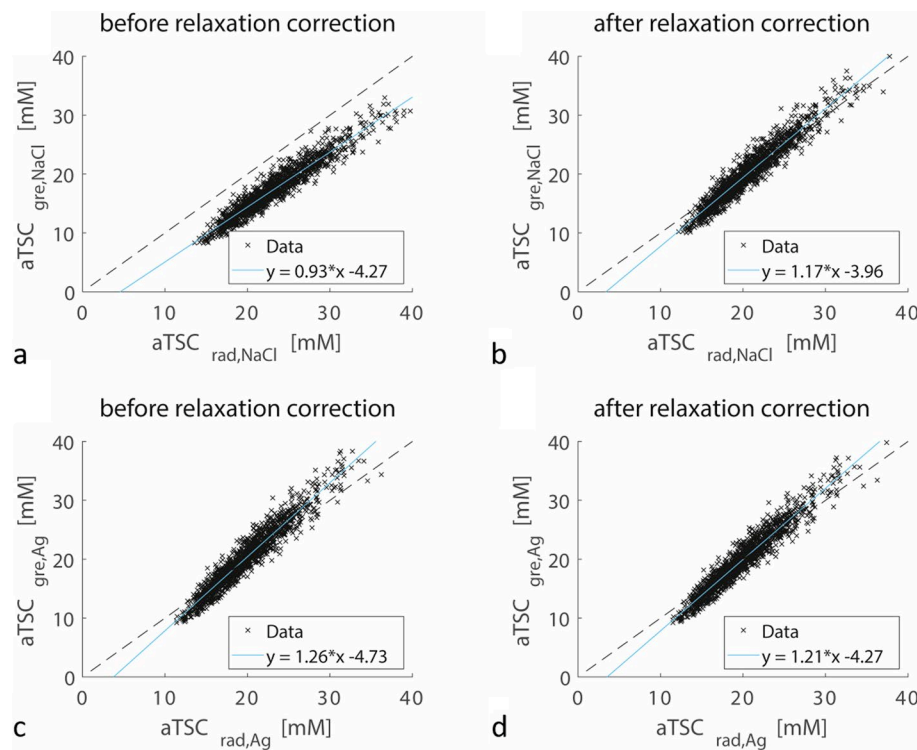 before relaxation correction
40
30
20
10
0
0 10 20 30 40
aTSC gre,NaCl [mM]
aTSC rad,NaCl [mM]
× Data
y = 0.93*x -4.27
a
after relaxation correction
40
30
20
10
0
0 10 20 30 40
aTSC gre,NaCl [mM]
aTSC rad,NaCl [mM]
× Data
y = 1.17*x -3.96
b
before relaxation correction
40
30
20
10
0
0 10 20 30 40
aTSC gre,Ag [mM]
aTSC rad,Ag [mM]
× Data
y = 1.26*x -4.73
c
after relaxation correction
40
30
20
10
0
0 10 20 30 40
aTSC gre,Ag [mM]
aTSC rad,Ag [mM]
× Data
y = 1.21*x -4.27
d